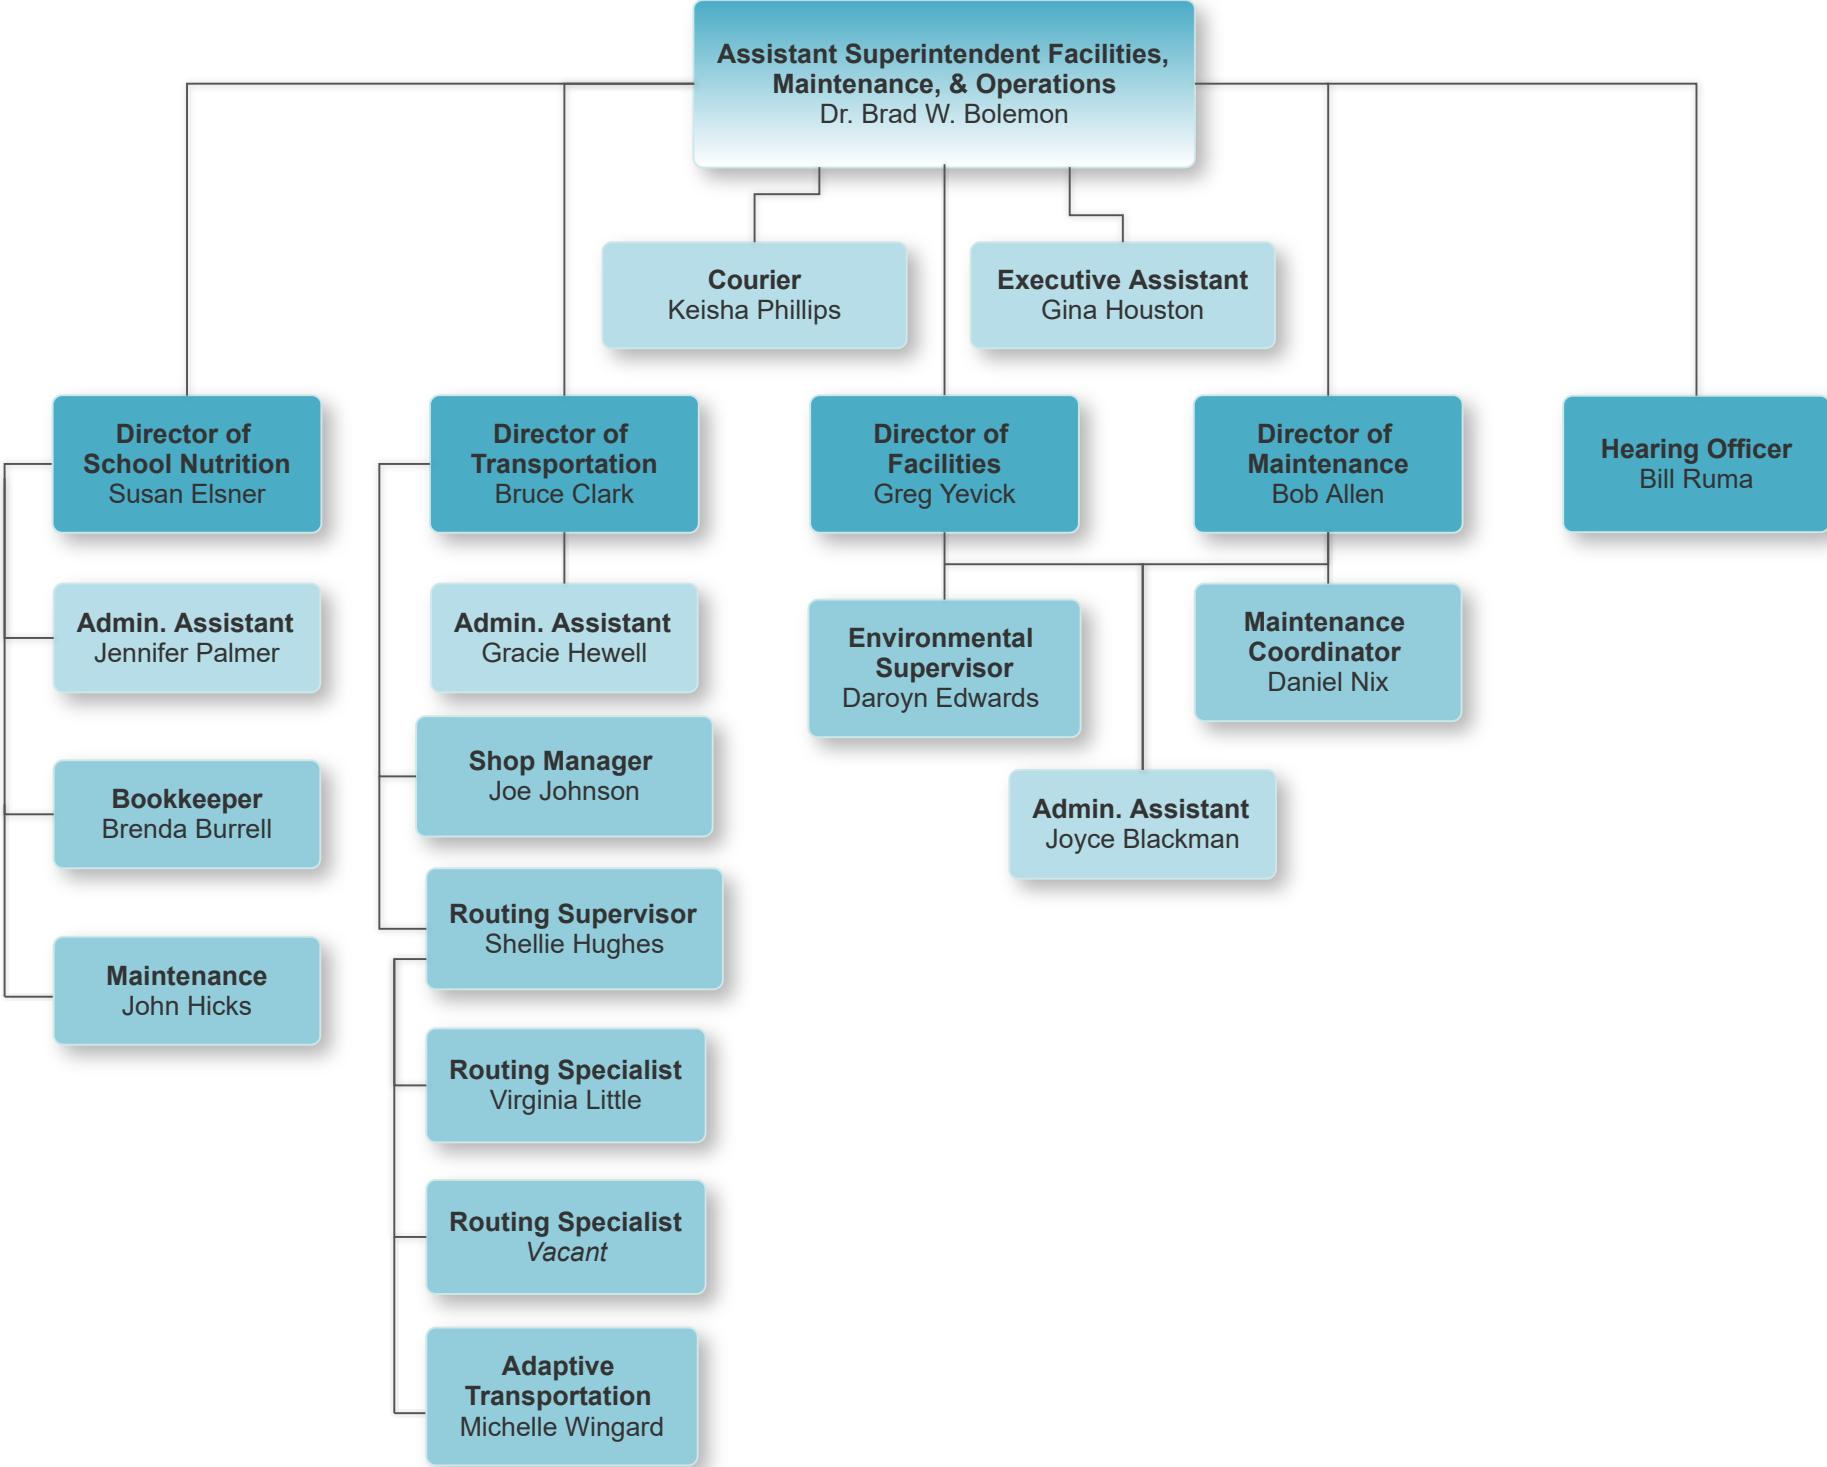 Assistant Superintendent Facilities,
Maintenance, & Operations
Dr. Brad W. Bolemon
Courier
Keisha Phillips
Executive Assistant
Gina Houston
Director of
School Nutrition
Susan Elsner
Director of
Transportation
Bruce Clark
Director of
Facilities
Greg Yevick
Director of
Maintenance
Bob Allen
Hearing Officer
Bill Ruma
Admin. Assistant
Jennifer Palmer
Admin. Assistant
Gracie Hewell
Environmental
Supervisor
Daroyn Edwards
Maintenance
Coordinator
Daniel Nix
Bookkeeper
Brenda Burrell
Shop Manager
Joe Johnson
Admin. Assistant
Joyce Blackman
Maintenance
John Hicks
Routing Supervisor
Shellie Hughes
Routing Specialist
Virginia Little
Routing Specialist
Vacant
Adaptive
Transportation
Michelle Wingard